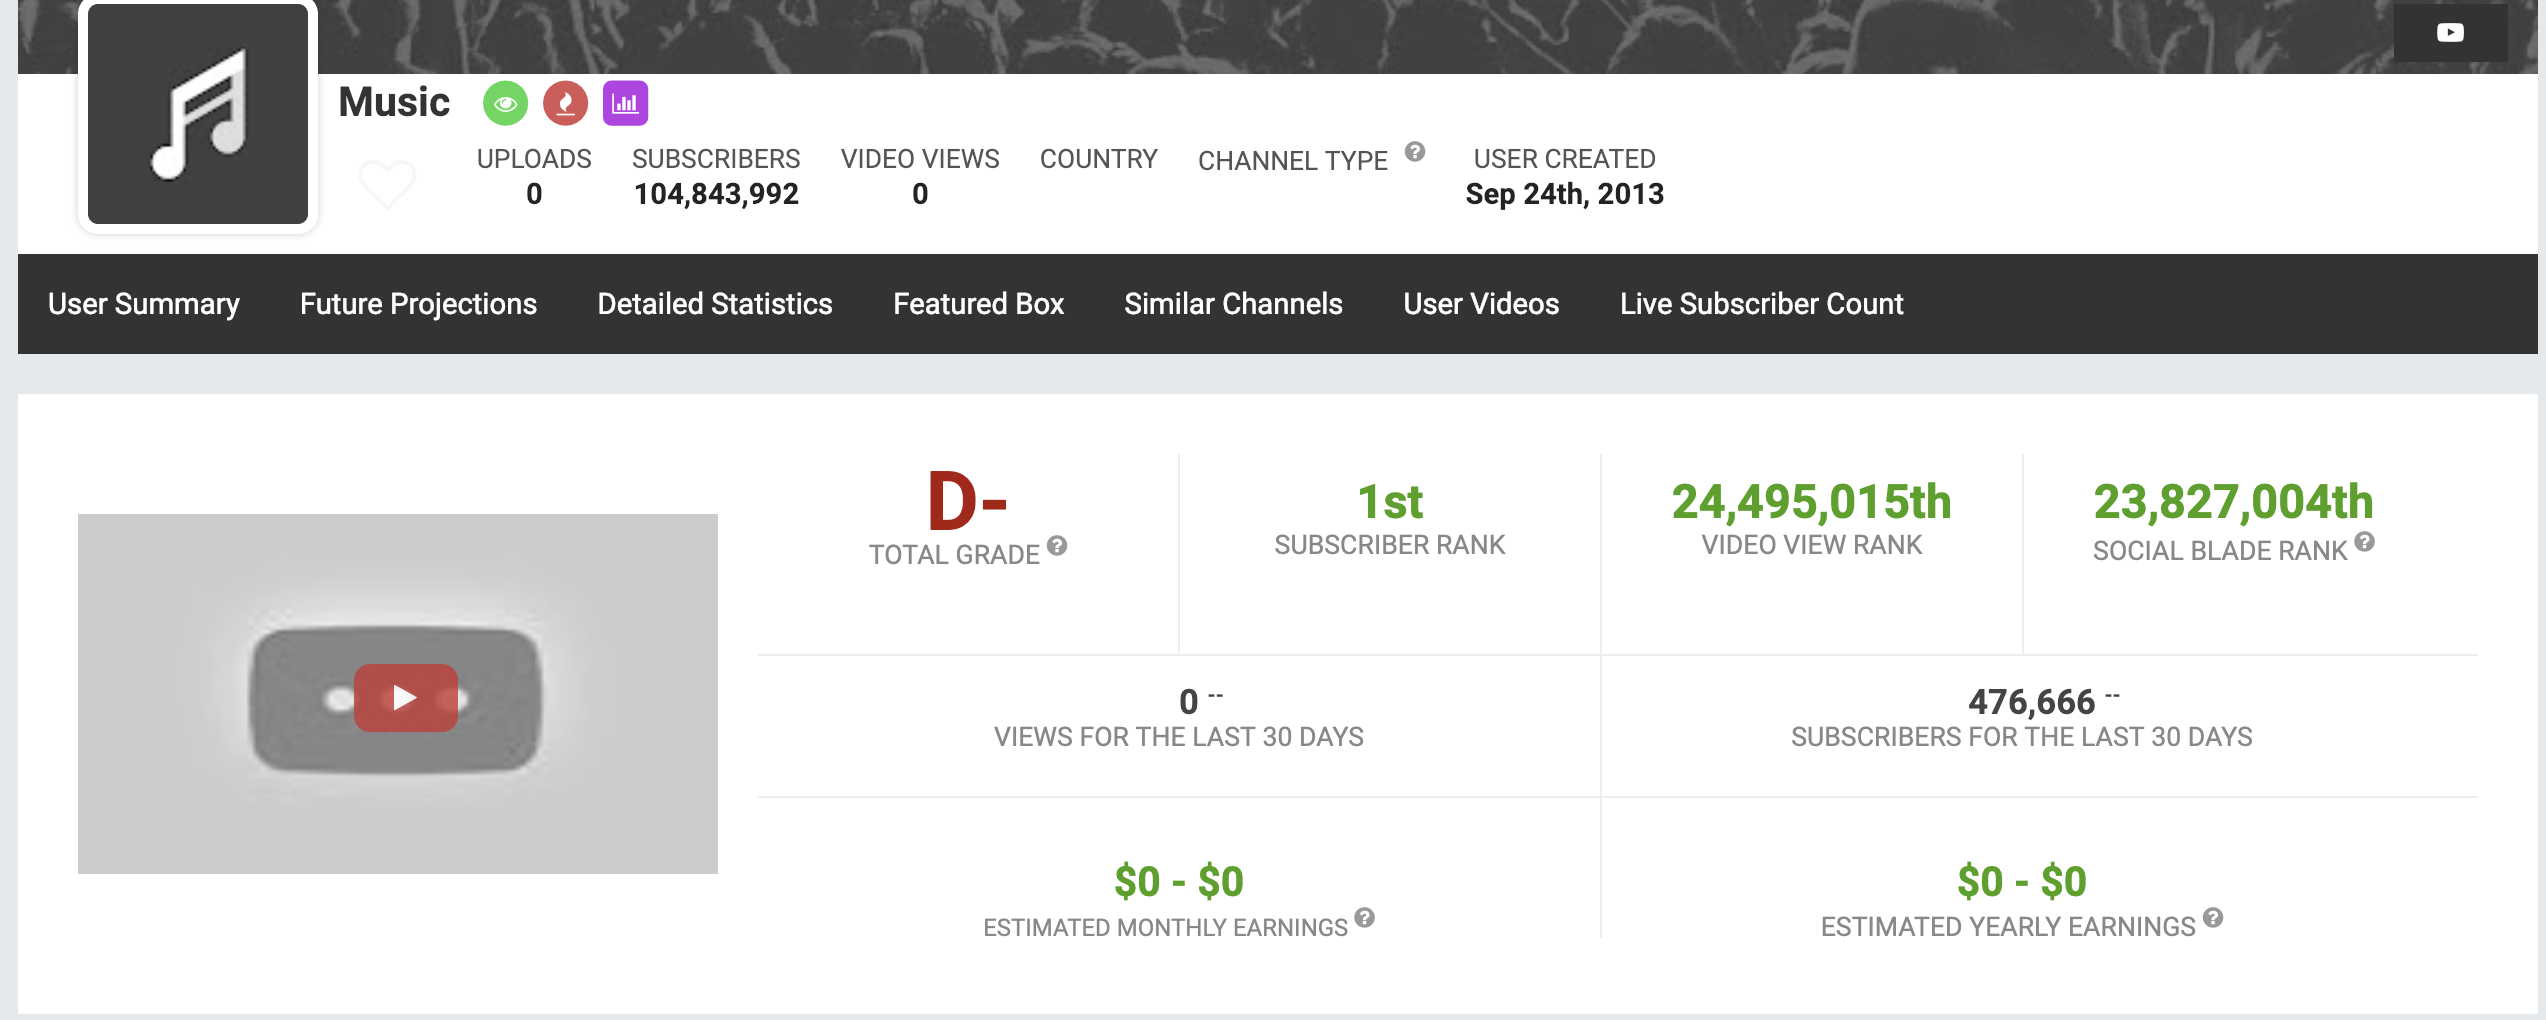 Music
UPLOADS
0
SUBSCRIBERS
104,843,992
VIDEO VIEWS
0
COUNTRY
CHANNEL TYPE
USER CREATED
Sep 24th, 2013
User Summary
Future Projections
Detailed Statistics
Featured Box
Similar Channels
User Videos
Live Subscriber Count
D-
TOTAL GRADE
1st
SUBSCRIBER RANK
24,495,015th
VIDEO VIEW RANK
23,827,004th
SOCIAL BLADE RANK
0 --
VIEWS FOR THE LAST 30 DAYS
476,666 --
SUBSCRIBERS FOR THE LAST 30 DAYS
$0 - $0
ESTIMATED MONTHLY EARNINGS
$0 - $0
ESTIMATED YEARLY EARNINGS